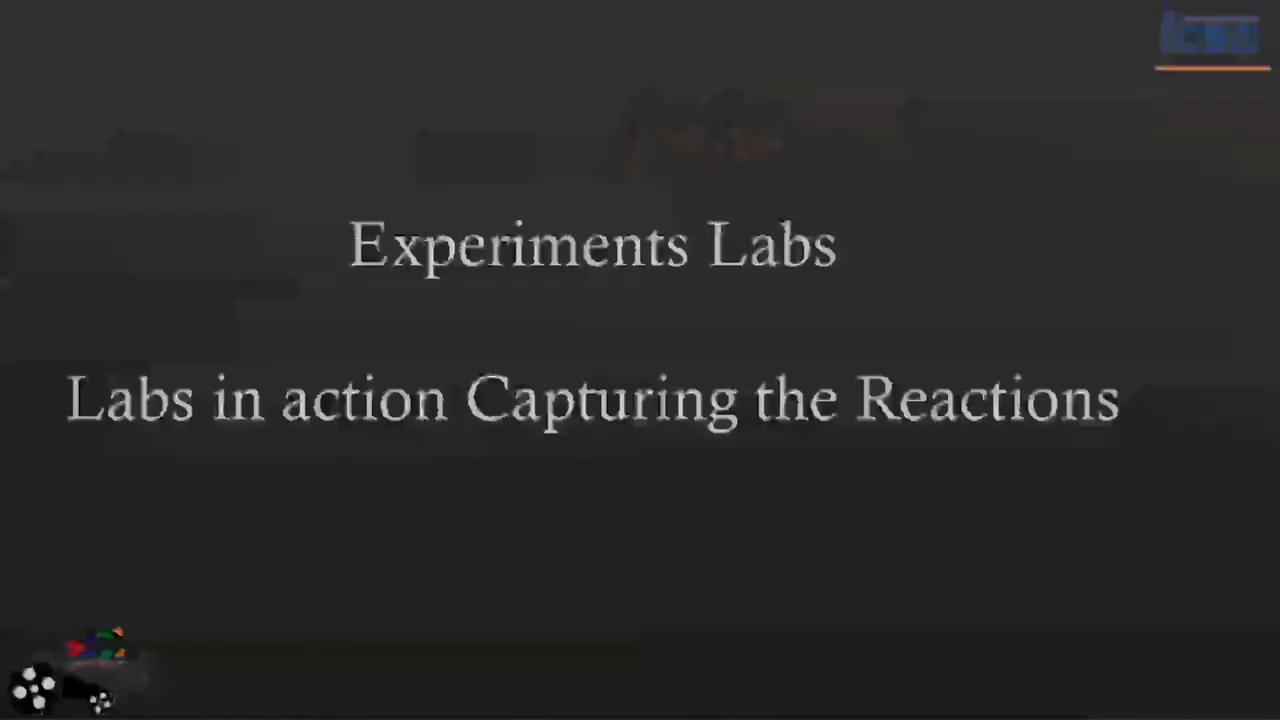 Experiments Labs
Labs in action Capturing the Reactions